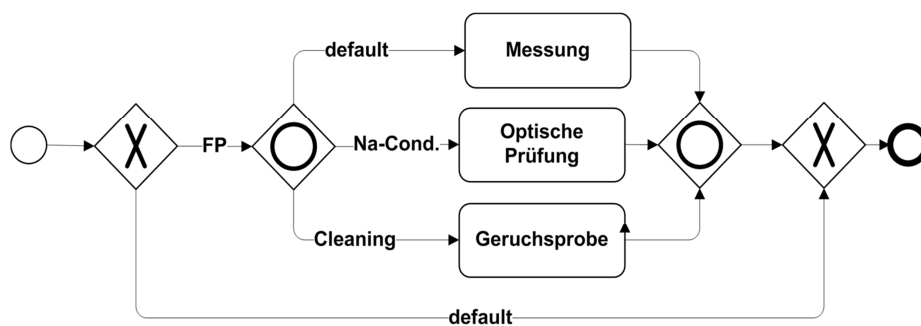 default
Messung
FP
Na-Cond.
Optische
Prüfung
Cleaning
Geruchsprobe
default